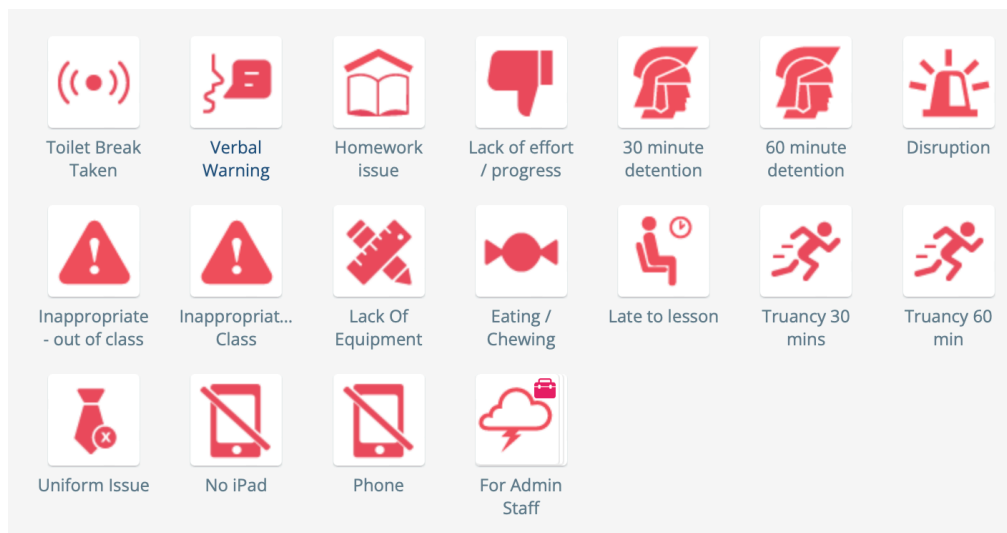 Toilet Break
Taken
Verbal
Warning
Homework
issue
Lack of effort
/ progress
30 minute
detention
60 minute
detention
Disruption
Inappropriate
- out of class
Inappropriat...
Class
Lack Of
Equipment
Eating /
Chewing
Late to lesson
Truancy 30
mins
Truancy 60
min
X
Uniform Issue
No iPad
Phone
For Admin
Staff